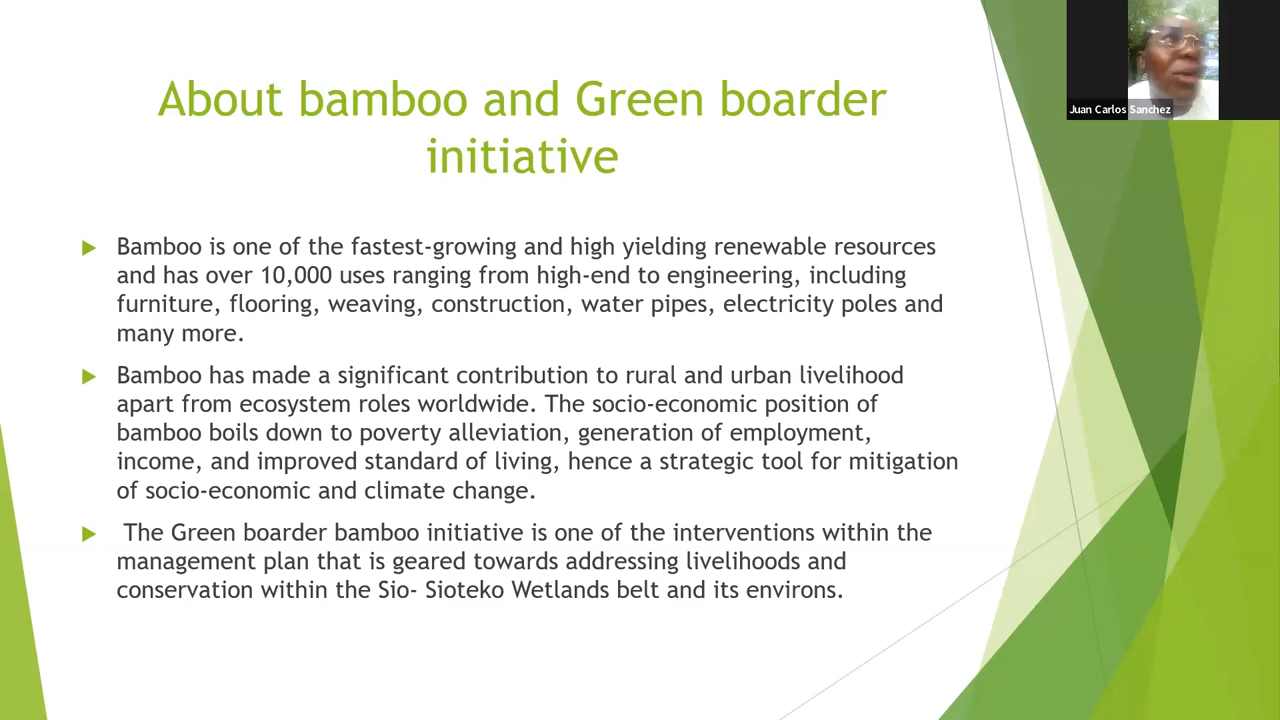 About bamboo and Green boarder
initiative
Juan Carlos Sanchez
Bamboo is one of the fastest-growing and high yielding renewable resources
and has over 10,000 uses ranging from high-end to engineering, including
furniture, flooring, weaving, construction, water pipes, electricity poles and
many more.
Bamboo has made a significant contribution to rural and urban livelihood
apart from ecosystem roles worldwide. The socio-economic position of
bamboo boils down to poverty alleviation, generation of employment,
income, and improved standard of living, hence a strategic tool for mitigation
of socio-economic and climate change.
The Green boarder bamboo initiative is one of the interventions within the
management plan that is geared towards addressing livelihoods and
conservation within the Sio- Sioteko Wetlands belt and its environs.